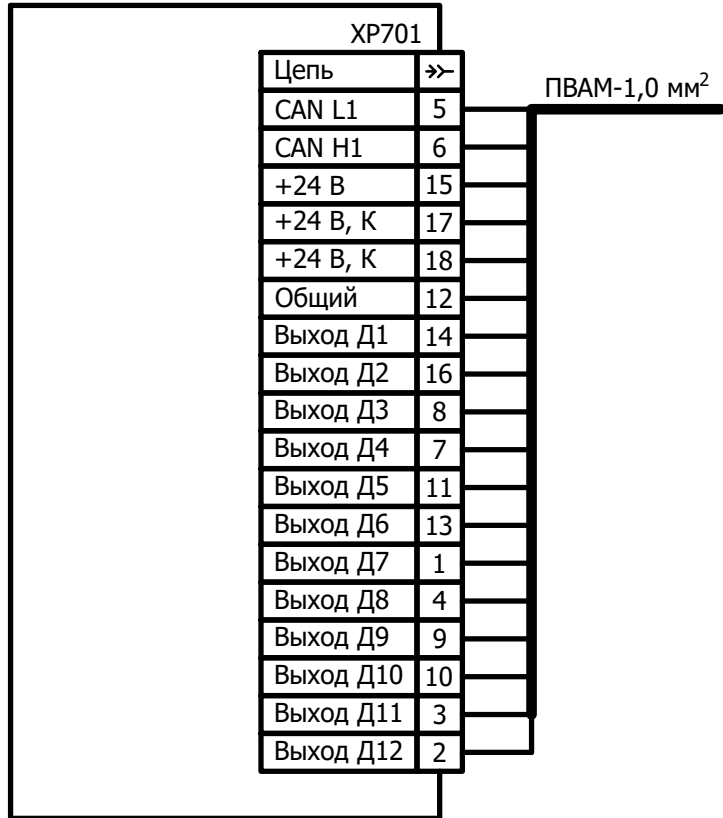 XP701
Цепь
CAN L1 5
CAN H1 6
+24 В 15
+24 В, К 17
+24 В, К 18
Общий 12
Выход Д1 14
Выход Д2 16
Выход Д3 8
Выход Д4 7
Выход Д5 11
Выход Д6 13
Выход Д7 1
Выход Д8 4
Выход Д9 9
Выход Д10 10
Выход Д11 3
Выход Д12 2
ПВАМ-1,0 мм²